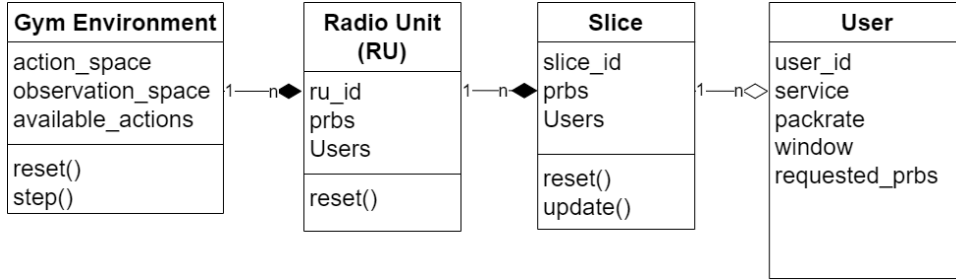 Gym Environment
action_space
observation_space
available_actions
reset()
step()
1
n
Radio Unit
(RU)
ru_id
prbs
Users
reset()
1
n
Slice
slice_id
prbs
Users
reset()
update()
1
n
User
user_id
service
packrate
window
requested_prbs